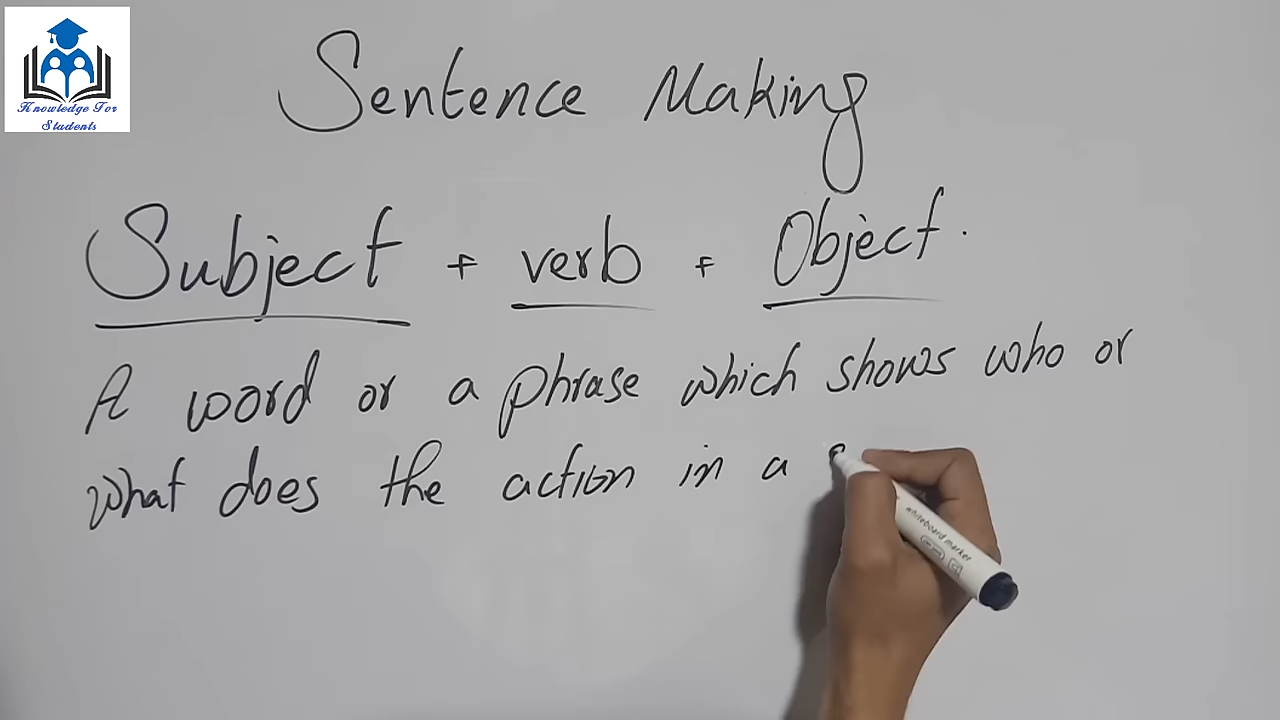 Knowledge For
Students
Sentence Making
Subject + verb + Object.
A word or a phrase which shows who or
what does the action in a
whiteboard marker